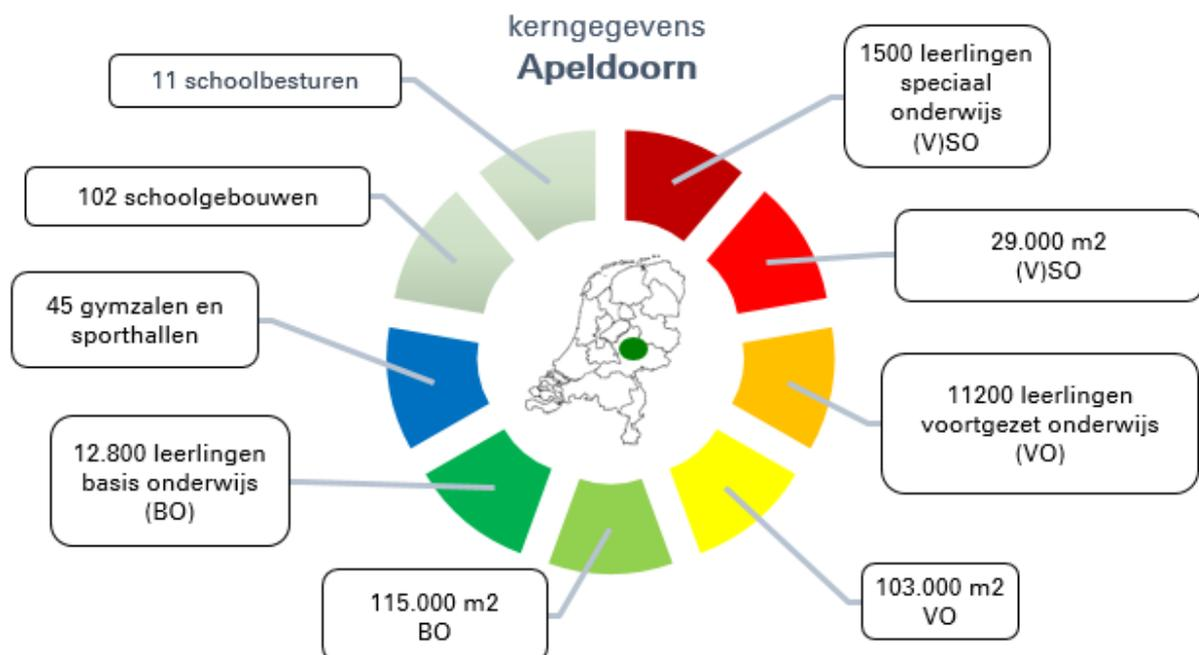 kerngegevens
Apeldoorn
11 schoolbesturen
102 schoolgebouwen
45 gymzalen en
sporthallen
12.800 leerlingen
basis onderwijs
(BO)
115.000 m2
BO
1500 leerlingen
speciaal
onderwijs
(V)SO
29.000 m2
(V)SO
11200 leerlingen
voortgezet onderwijs
(VO)
103.000 m2
VO